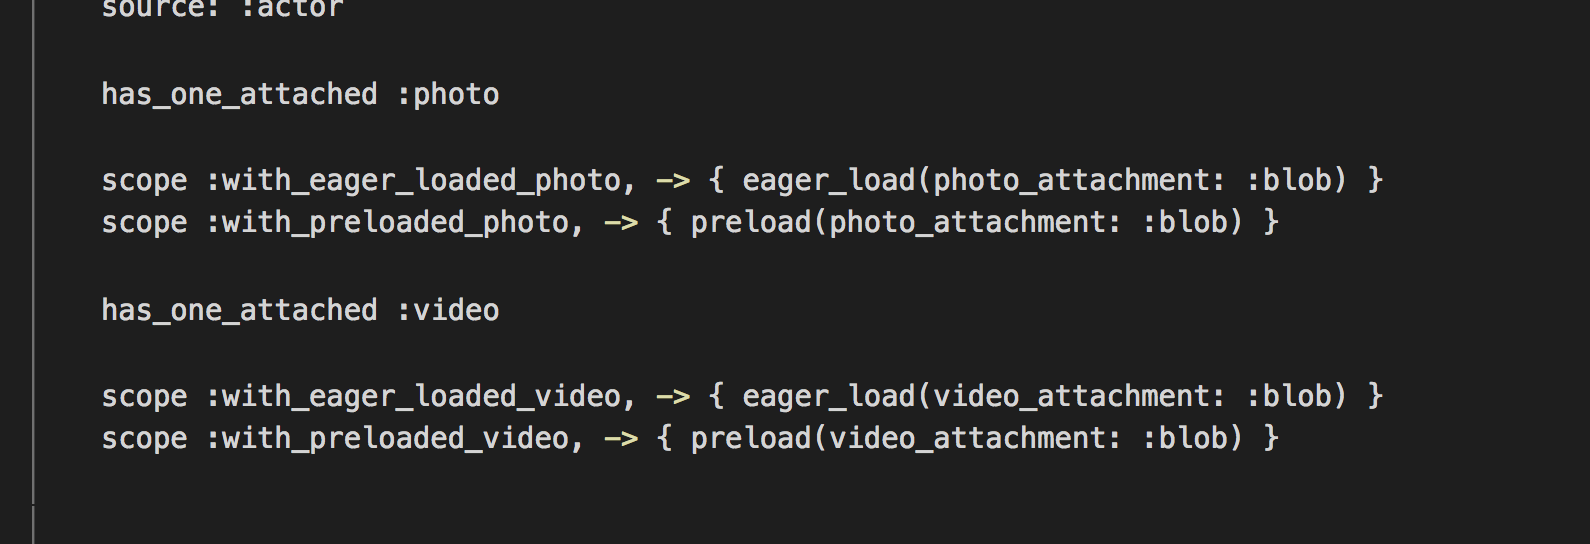 source: :actor
has_one_attached :photo
scope :with_eager_loaded_photo, -> { eager_load(photo_attachment: :blob) }
scope :with_preloaded_photo, -> { preload(photo_attachment: :blob) }
has_one_attached :video
scope :with_eager_loaded_video, -> { eager_load(video_attachment: :blob) }
scope :with_preloaded_video, -> { preload(video_attachment: :blob) }